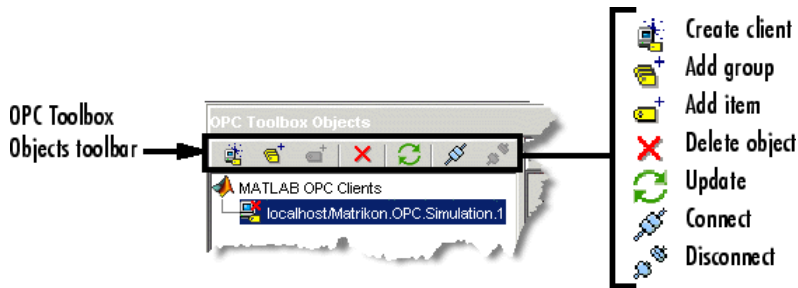 OPC Toolbox
Objects toolbar
OPC Toolbox Objects
MATLAB OPC Clients
localhost/Matrikon.OPC.Simulation.1
Create client
Add group
Add item
Delete object
Update
Connect
Disconnect